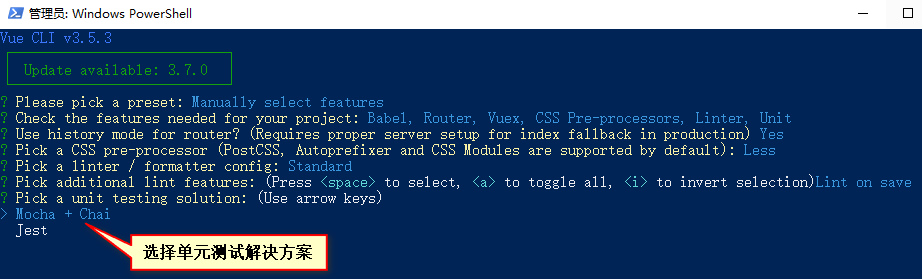 管理员: Windows PowerShell
Vue CLI v3.5.3
Update available: 3.7.0
? Please pick a preset: Manually select features
? Check the features needed for your project: Babel, Router, Vuex, CSS Pre-processors, Linter, Unit
? Use history mode for router? (Requires proper server setup for index fallback in production) Yes
? Pick a CSS pre-processor (PostCSS, Autoprefixer and CSS Modules are supported by default): Less
? Pick a linter / formatter config: Standard
? Pick additional lint features: (Press <space> to select, <a> to toggle all, <i> to invert selection)Lint on save
? Pick a unit testing solution: (Use arrow keys)
> Mocha + Chai
Jest
选择单元测试解决方案